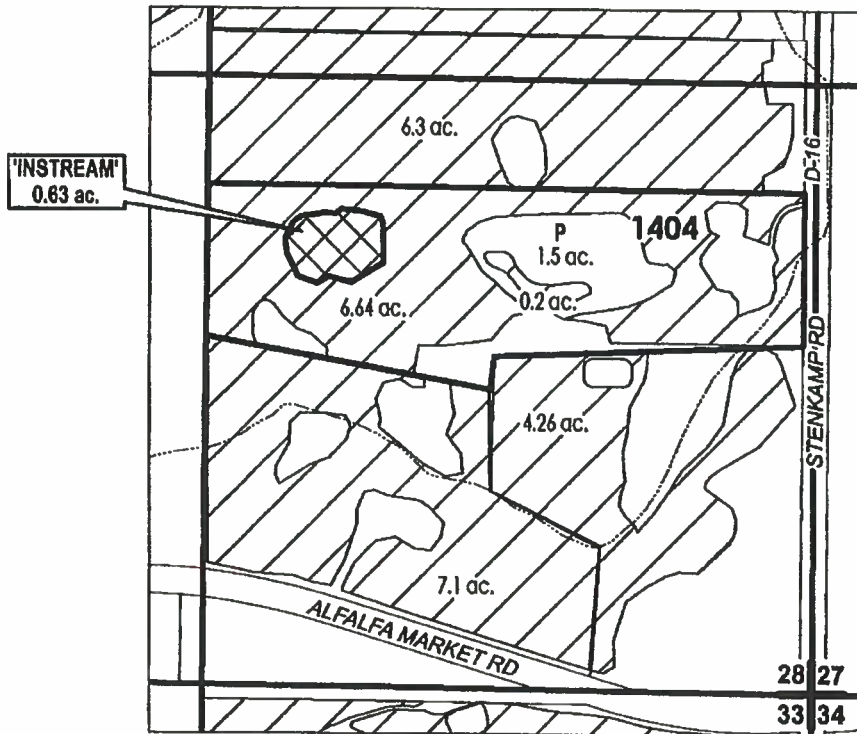 6.3 ac.
D-16
'INSTREAM'
0.63 ac.
P
1404
1.5 ac.
0.2 ac.
6.64 ac.
STENKAMP RD
4.26 ac.
7.1 ac.
ALFALFA MARKET RD
28 27
33 34